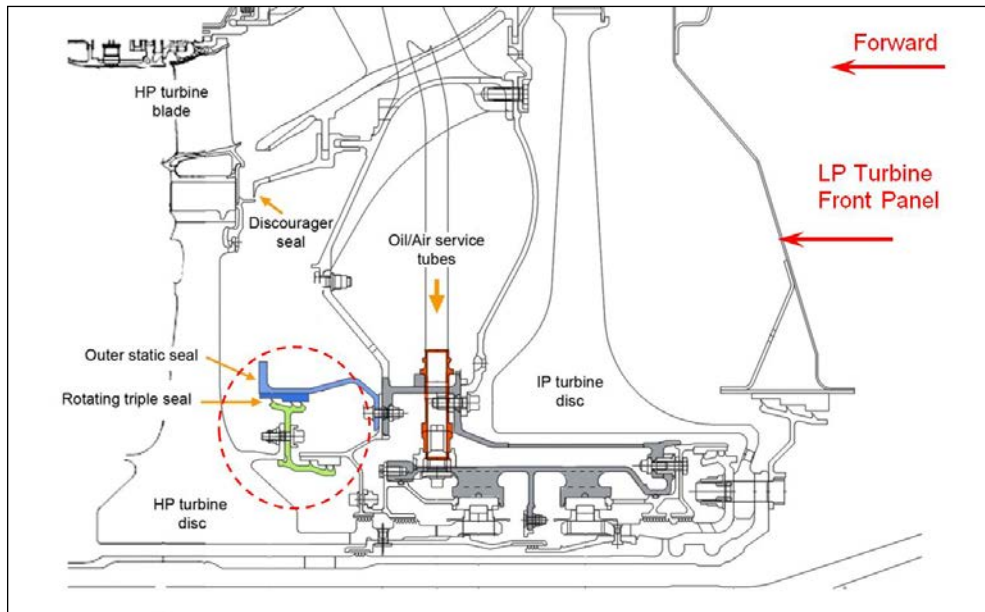 Forward
HP turbine
blade
LP Turbine
Front Panel
Discourager
seal
Oil/Air service
tubes
Outer static seal
Rotating triple seal
IP turbine
disc
HP turbine
disc